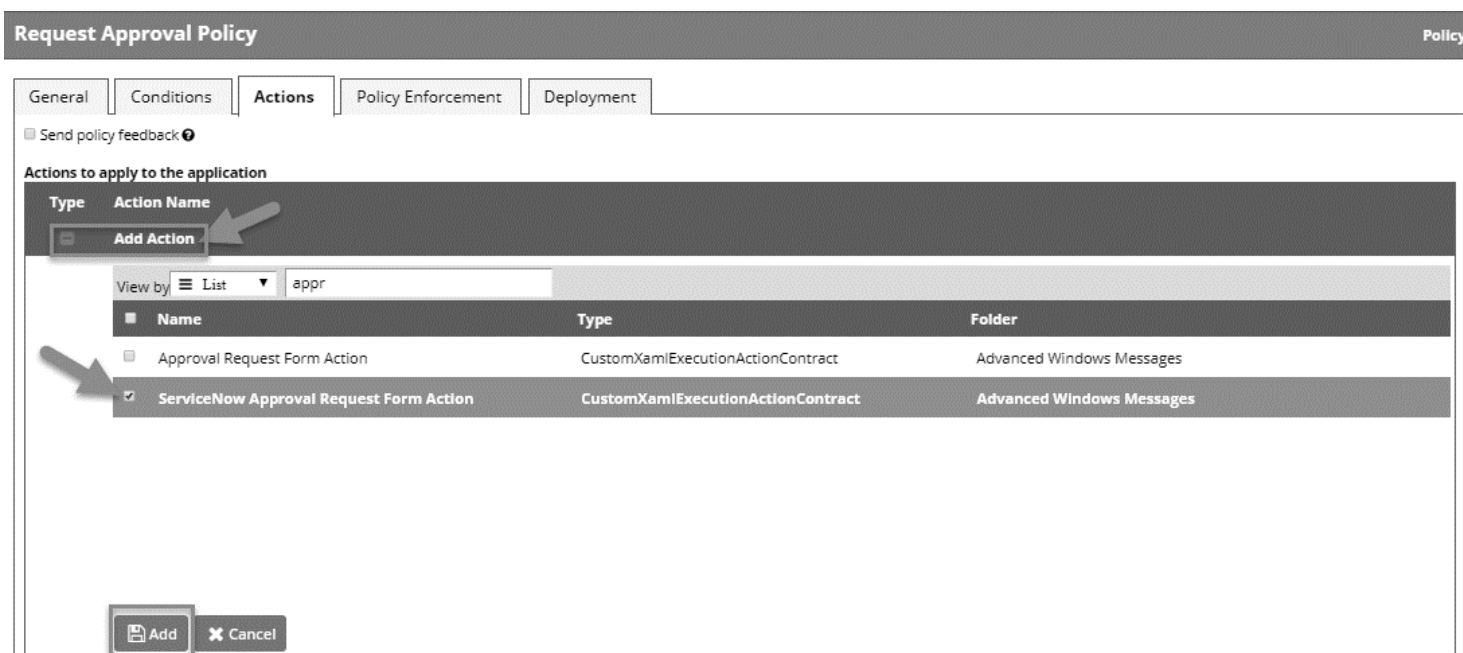 Request Approval Policy Policy
General Conditions Actions Policy Enforcement Deployment
Send policy feedback
Actions to apply to the application
Type Action Name
Add Action
View by List appr
Name Type Folder
Approval Request Form Action CustomXamlExecutionActionContract Advanced Windows Messages
ServiceNow Approval Request Form Action CustomXamlExecutionActionContract Advanced Windows Messages
Add Cancel